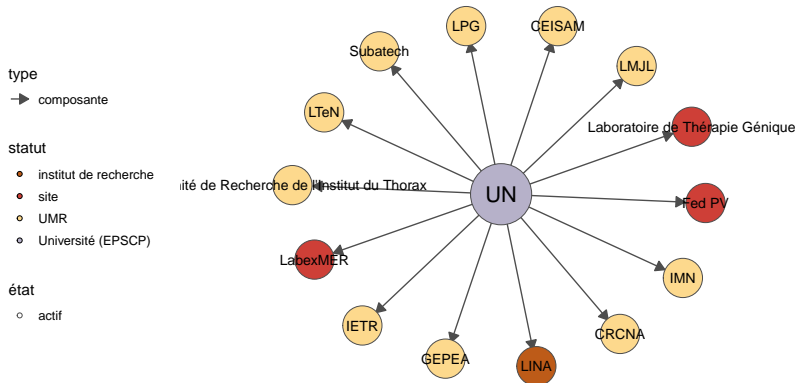 type
composante
statut
institut de recherche
site
UMR
Université (EPSCP)
état
actif
LPG
CEISAM
Subatech
LMJL
LTeN
Laboratoire de Thérapie Génique
ité de Recherche de l'Institut du Thorax
UN
Fed PV
LabexMER
IMN
IETR
CRCNA
GEPEA
LINA